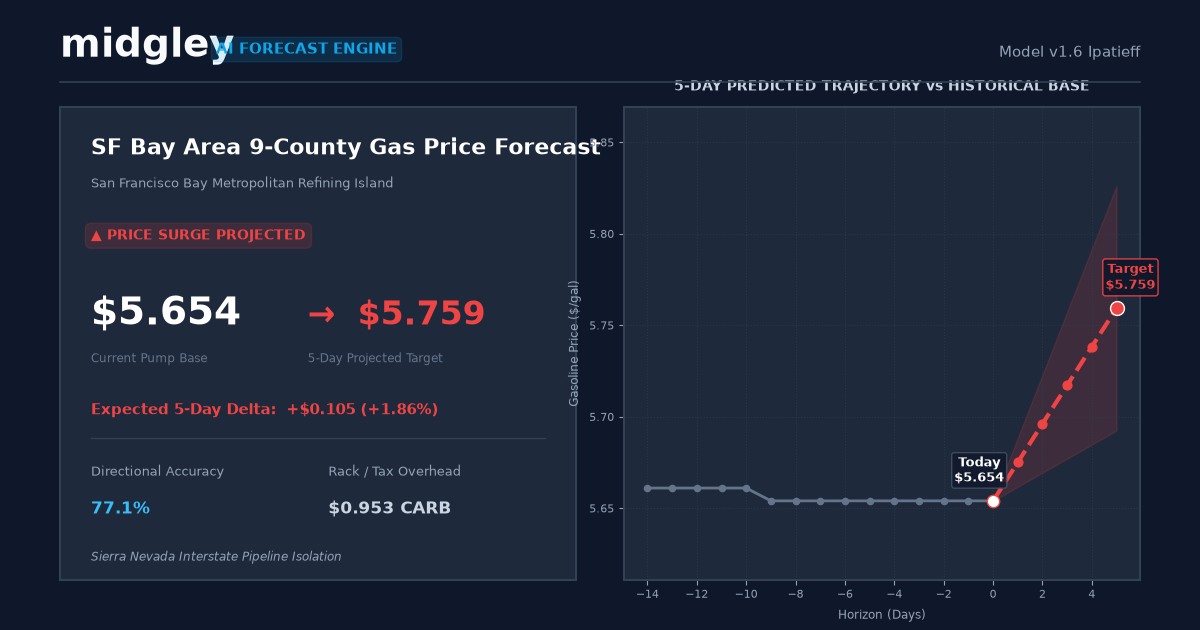 midgley
AI FORECAST ENGINE
Model v1.6 Ipatieff
SF Bay Area 9-County Gas Price Forecast
San Francisco Bay Metropolitan Refining Island
▲ PRICE SURGE PROJECTED
$5.654
→ $5.759
Current Pump Base
5-Day Projected Target
Expected 5-Day Delta: +$0.105 (+1.86%)
Directional Accuracy
Rack / Tax Overhead
77.1%
$0.953 CARB
Sierra Nevada Interstate Pipeline Isolation
5-DAY PREDICTED TRAJECTORY vs HISTORICAL BASE
Gasoline Price ($/gal)
5.85
5.80
5.75
5.70
5.65
Target
$5.759
Today
$5.654
−14 −12 −10 −8 −6 −4 −2 0 2 4
Horizon (Days)